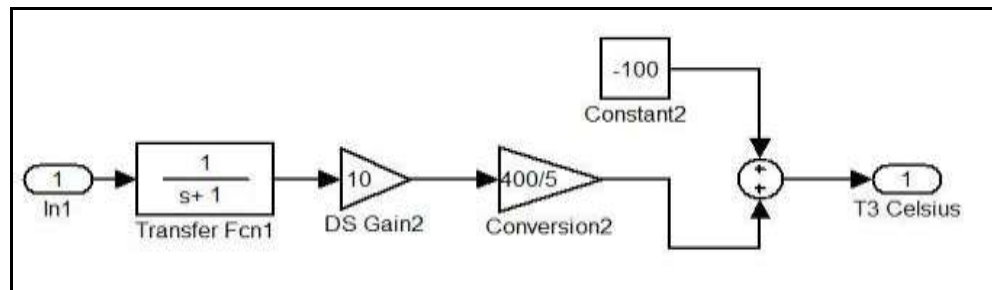 -100
Constant2
1
In1
1
s+ 1
Transfer Fcn1
10
DS Gain2
400/5
Conversion2
+
+
1
T3 Celsius